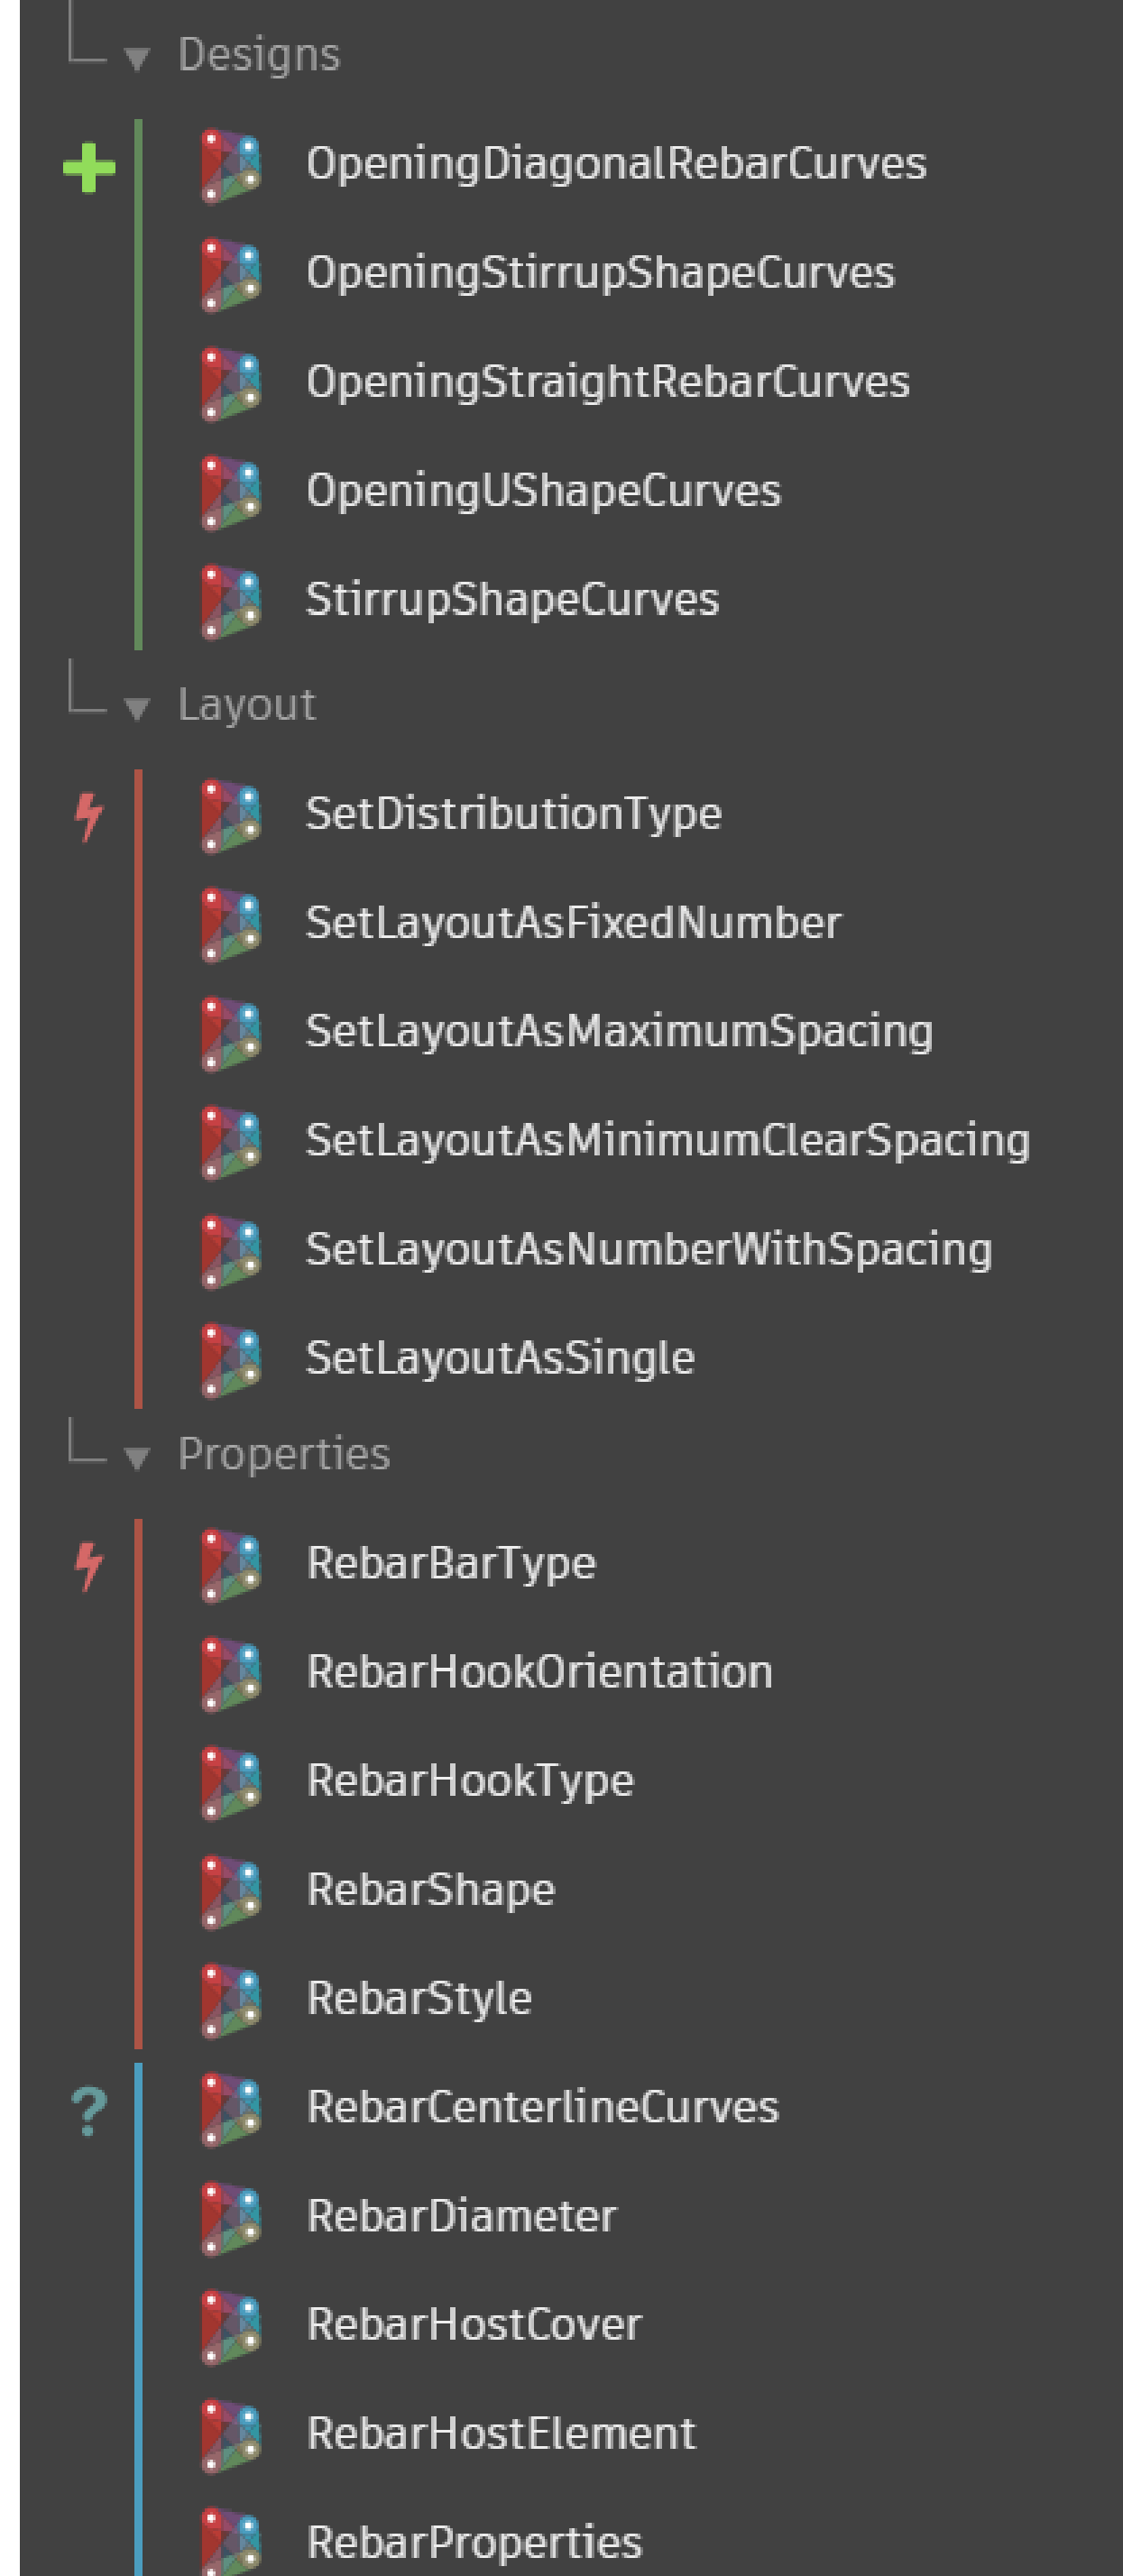 Designs
OpeningDiagonalRebarCurves
OpeningStirrupShapeCurves
OpeningStraightRebarCurves
OpeningUShapeCurves
StirrupShapeCurves
Layout
SetDistributionType
SetLayoutAsFixedNumber
SetLayoutAsMaximumSpacing
SetLayoutAsMinimumClearSpacing
SetLayoutAsNumberWithSpacing
SetLayoutAsSingle
Properties
RebarBarType
RebarHookOrientation
RebarHookType
RebarShape
RebarStyle
? RebarCenterlineCurves
RebarDiameter
RebarHostCover
RebarHostElement
RebarProperties